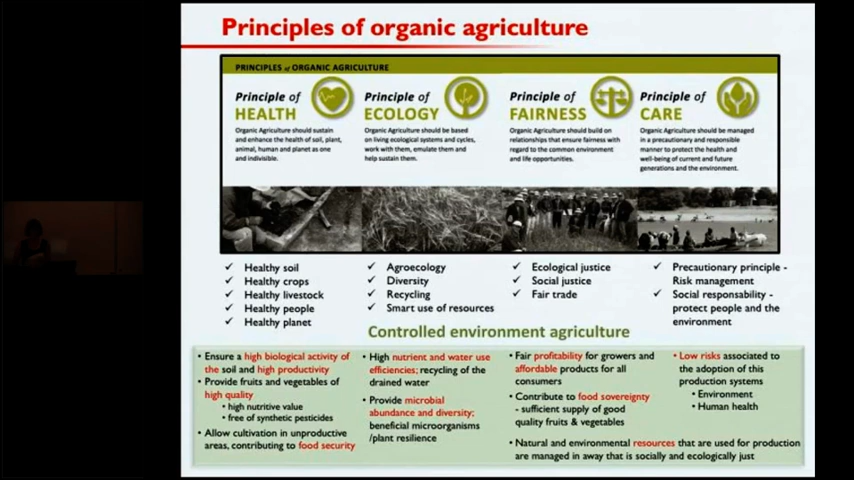 Principles of organic agriculture
PRINCIPLES of ORGANIC AGRICULTURE
Principle of
HEALTH
Organic Agriculture should sustain
and enhance the health of soil, plant,
animal, human and planet as one
and indivisible.
Principle of
ECOLOGY
Organic Agriculture should be based
on living ecological systems and cycles,
work with them, emulate them and
help sustain them.
Principle of
FAIRNESS
Organic Agriculture should build on
relationships that ensure fairness with
regard to the common environment
and life opportunities.
Principle of
CARE
Organic Agriculture should be managed
in a precautionary and responsible
manner to protect the health and
well-being of current and future
generations and the environment.
✓ Healthy soil
✓ Healthy crops
✓ Healthy livestock
✓ Healthy people
✓ Healthy planet
✓ Agroecology
✓ Diversity
✓ Recycling
✓ Smart use of resources
✓ Ecological justice
✓ Social justice
✓ Fair trade
✓ Precautionary principle -
Risk management
✓ Social responsability -
protect people and the
environment
Controlled environment agriculture
• Ensure a high biological activity of
the soil and high productivity
• Provide fruits and vegetables of
high quality
• high nutritive value
• free of synthetic pesticides
• Allow cultivation in unproductive
areas, contributing to food security
• High nutrient and water use
efficiencies; recycling of the
drained water
• Provide microbial
abundance and diversity;
beneficial microorganisms
/plant resilience
• Fair profitability for growers and
affordable products for all
consumers
• Contribute to food sovereignty
- sufficient supply of good
quality fruits & vegetables
• Low risks associated to
the adoption of this
production systems
• Environment
• Human health
• Natural and environmental resources that are used for production
are managed in away that is socially and ecologically just